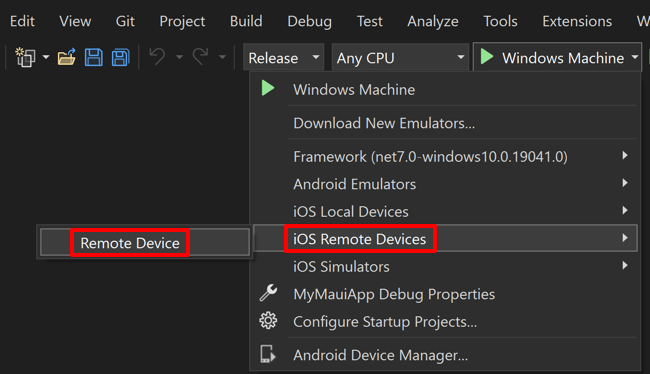 Edit View Git Project Build Debug Test Analyze Tools Extensions W
Release Any CPU Windows Machine
Windows Machine
Download New Emulators...
Framework (net7.0-windows10.0.19041.0)
Android Emulators
iOS Local Devices
Remote Device
iOS Remote Devices
iOS Simulators
MyMauiApp Debug Properties
Configure Startup Projects...
Android Device Manager...